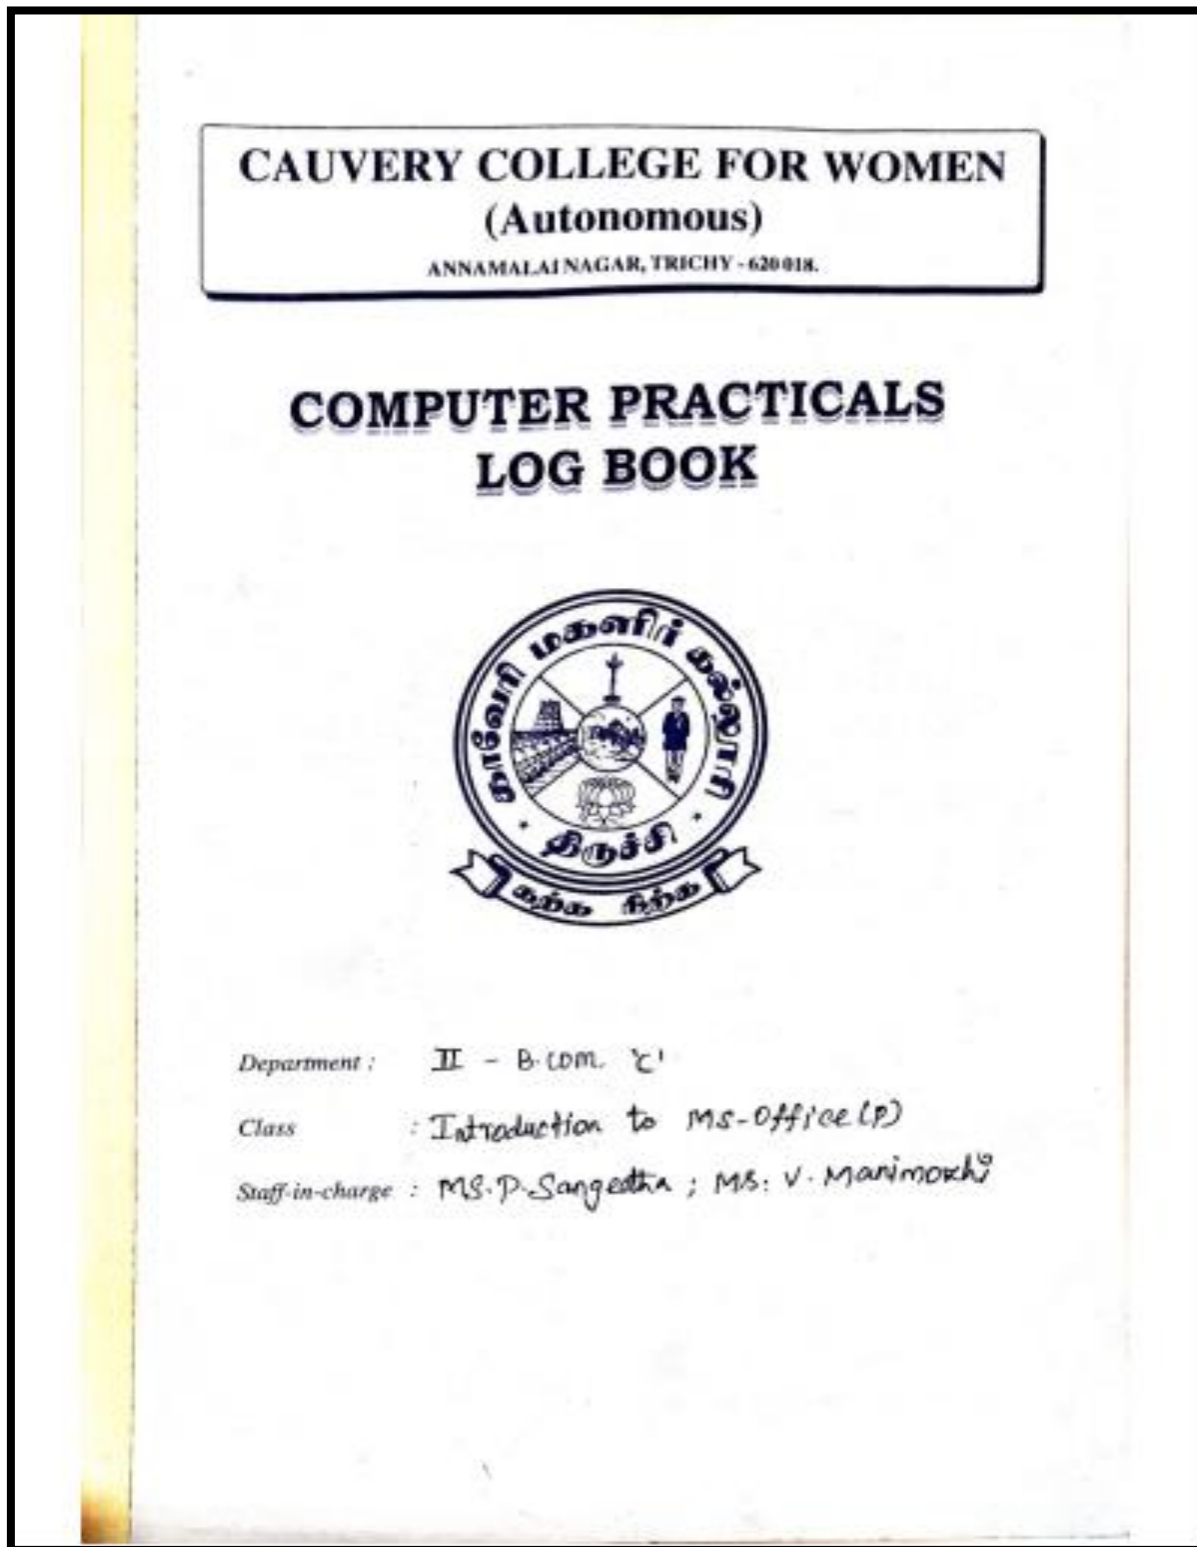 CAUVERY COLLEGE FOR WOMEN
(Autonomous)
ANNAMALAI NAGAR, TRICHY - 620 018.
COMPUTER PRACTICALS
LOG BOOK
காவேரி மகளிர் கல்லூரி
திருச்சி
கற்க நிற்க
Department : II - B.com. 'C'
Class : Introduction to MS-Office (P)
Staff-in-charge : MS. P. Sangeetha ; MS: V. Manimozhi